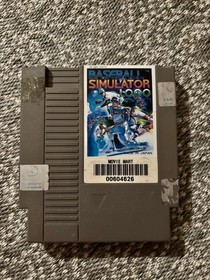 BASEBALL
SIMULATOR
1.000
MOVIE MART
00604626